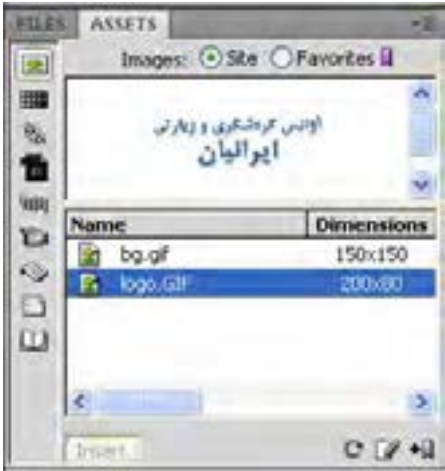 FILES ASSETS
Images: Site Favorites
آژانس گردشگری و زیارتی
ایرانیان
Name Dimensions
bg.gif 150x150
logo.GIF 200x80
Insert